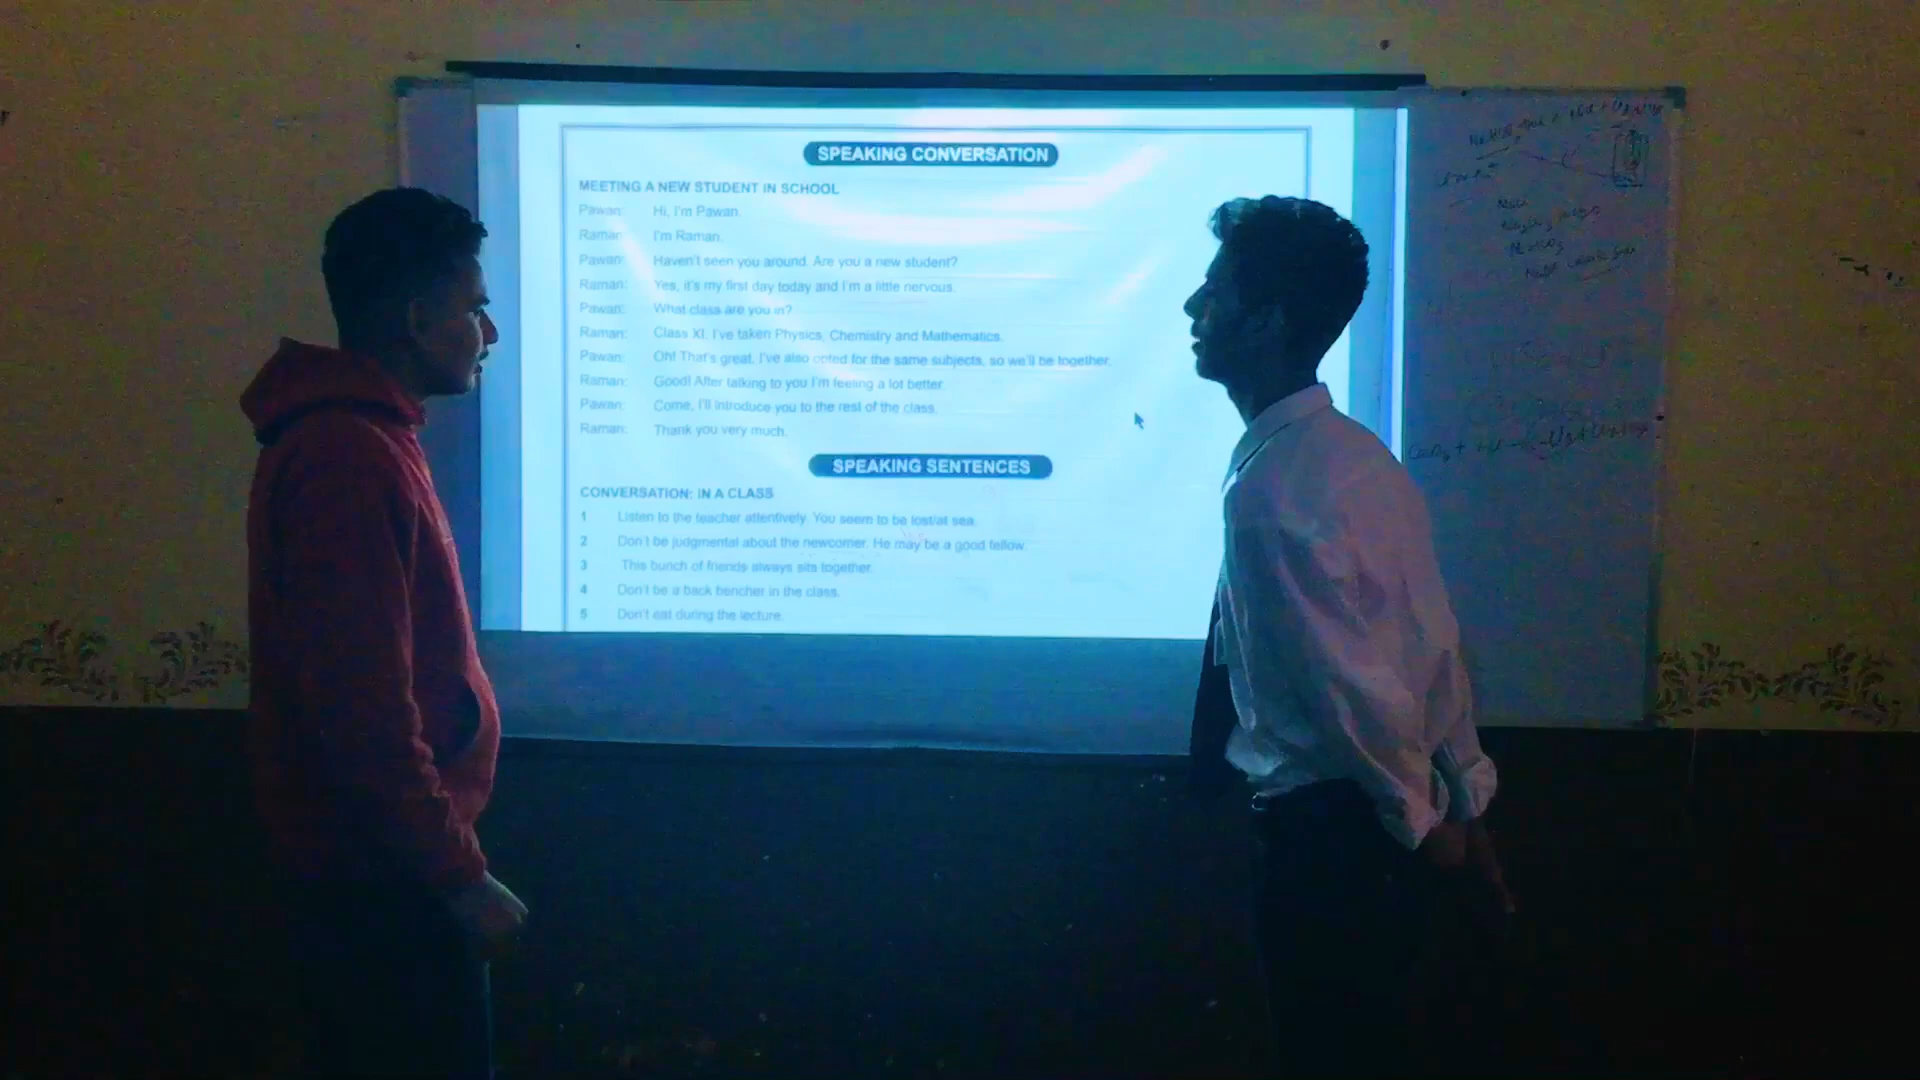 SPEAKING CONVERSATION
MEETING A NEW STUDENT IN SCHOOL
Pawan: Hi, I'm Pawan.
Raman: I'm Raman.
Pawan: Haven't seen you around. Are you a new student?
Raman: Yes, it's my first day today and I'm a little nervous.
Pawan: What class are you in?
Raman: Class XI. I've taken Physics, Chemistry and Mathematics.
Pawan: Oh! That's great. I've also opted for the same subjects, so we'll be together.
Raman: Good! After talking to you I'm feeling a lot better.
Pawan: Come, I'll introduce you to the rest of the class.
Raman: Thank you very much.
SPEAKING SENTENCES
CONVERSATION: IN A CLASS
1 Listen to the teacher attentively. You seem to be lost/at sea.
2 Don't be judgmental about the newcomer. He may be a good fellow.
3 This bunch of friends always sits together.
4 Don't be a back bencher in the class.
5 Don't eat during the lecture.